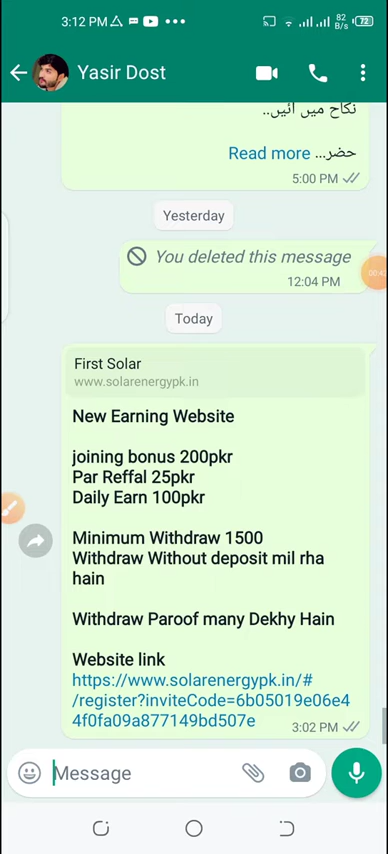 3:12 PM
82 B/s
72
Yasir Dost
نکاح میں آئیں..
حضر... Read more
5:00 PM
Yesterday
You deleted this message
12:04 PM
Today
First Solar
www.solarenergypk.in
New Earning Website
joining bonus 200pkr
Par Reffal 25pkr
Daily Earn 100pkr
Minimum Withdraw 1500
Withdraw Without deposit mil rha
hain
Withdraw Paroof many Dekhy Hain
Website link
https://www.solarenergypk.in/#
/register?inviteCode=6b05019e06e4
4f0fa09a877149bd507e
3:02 PM
Message